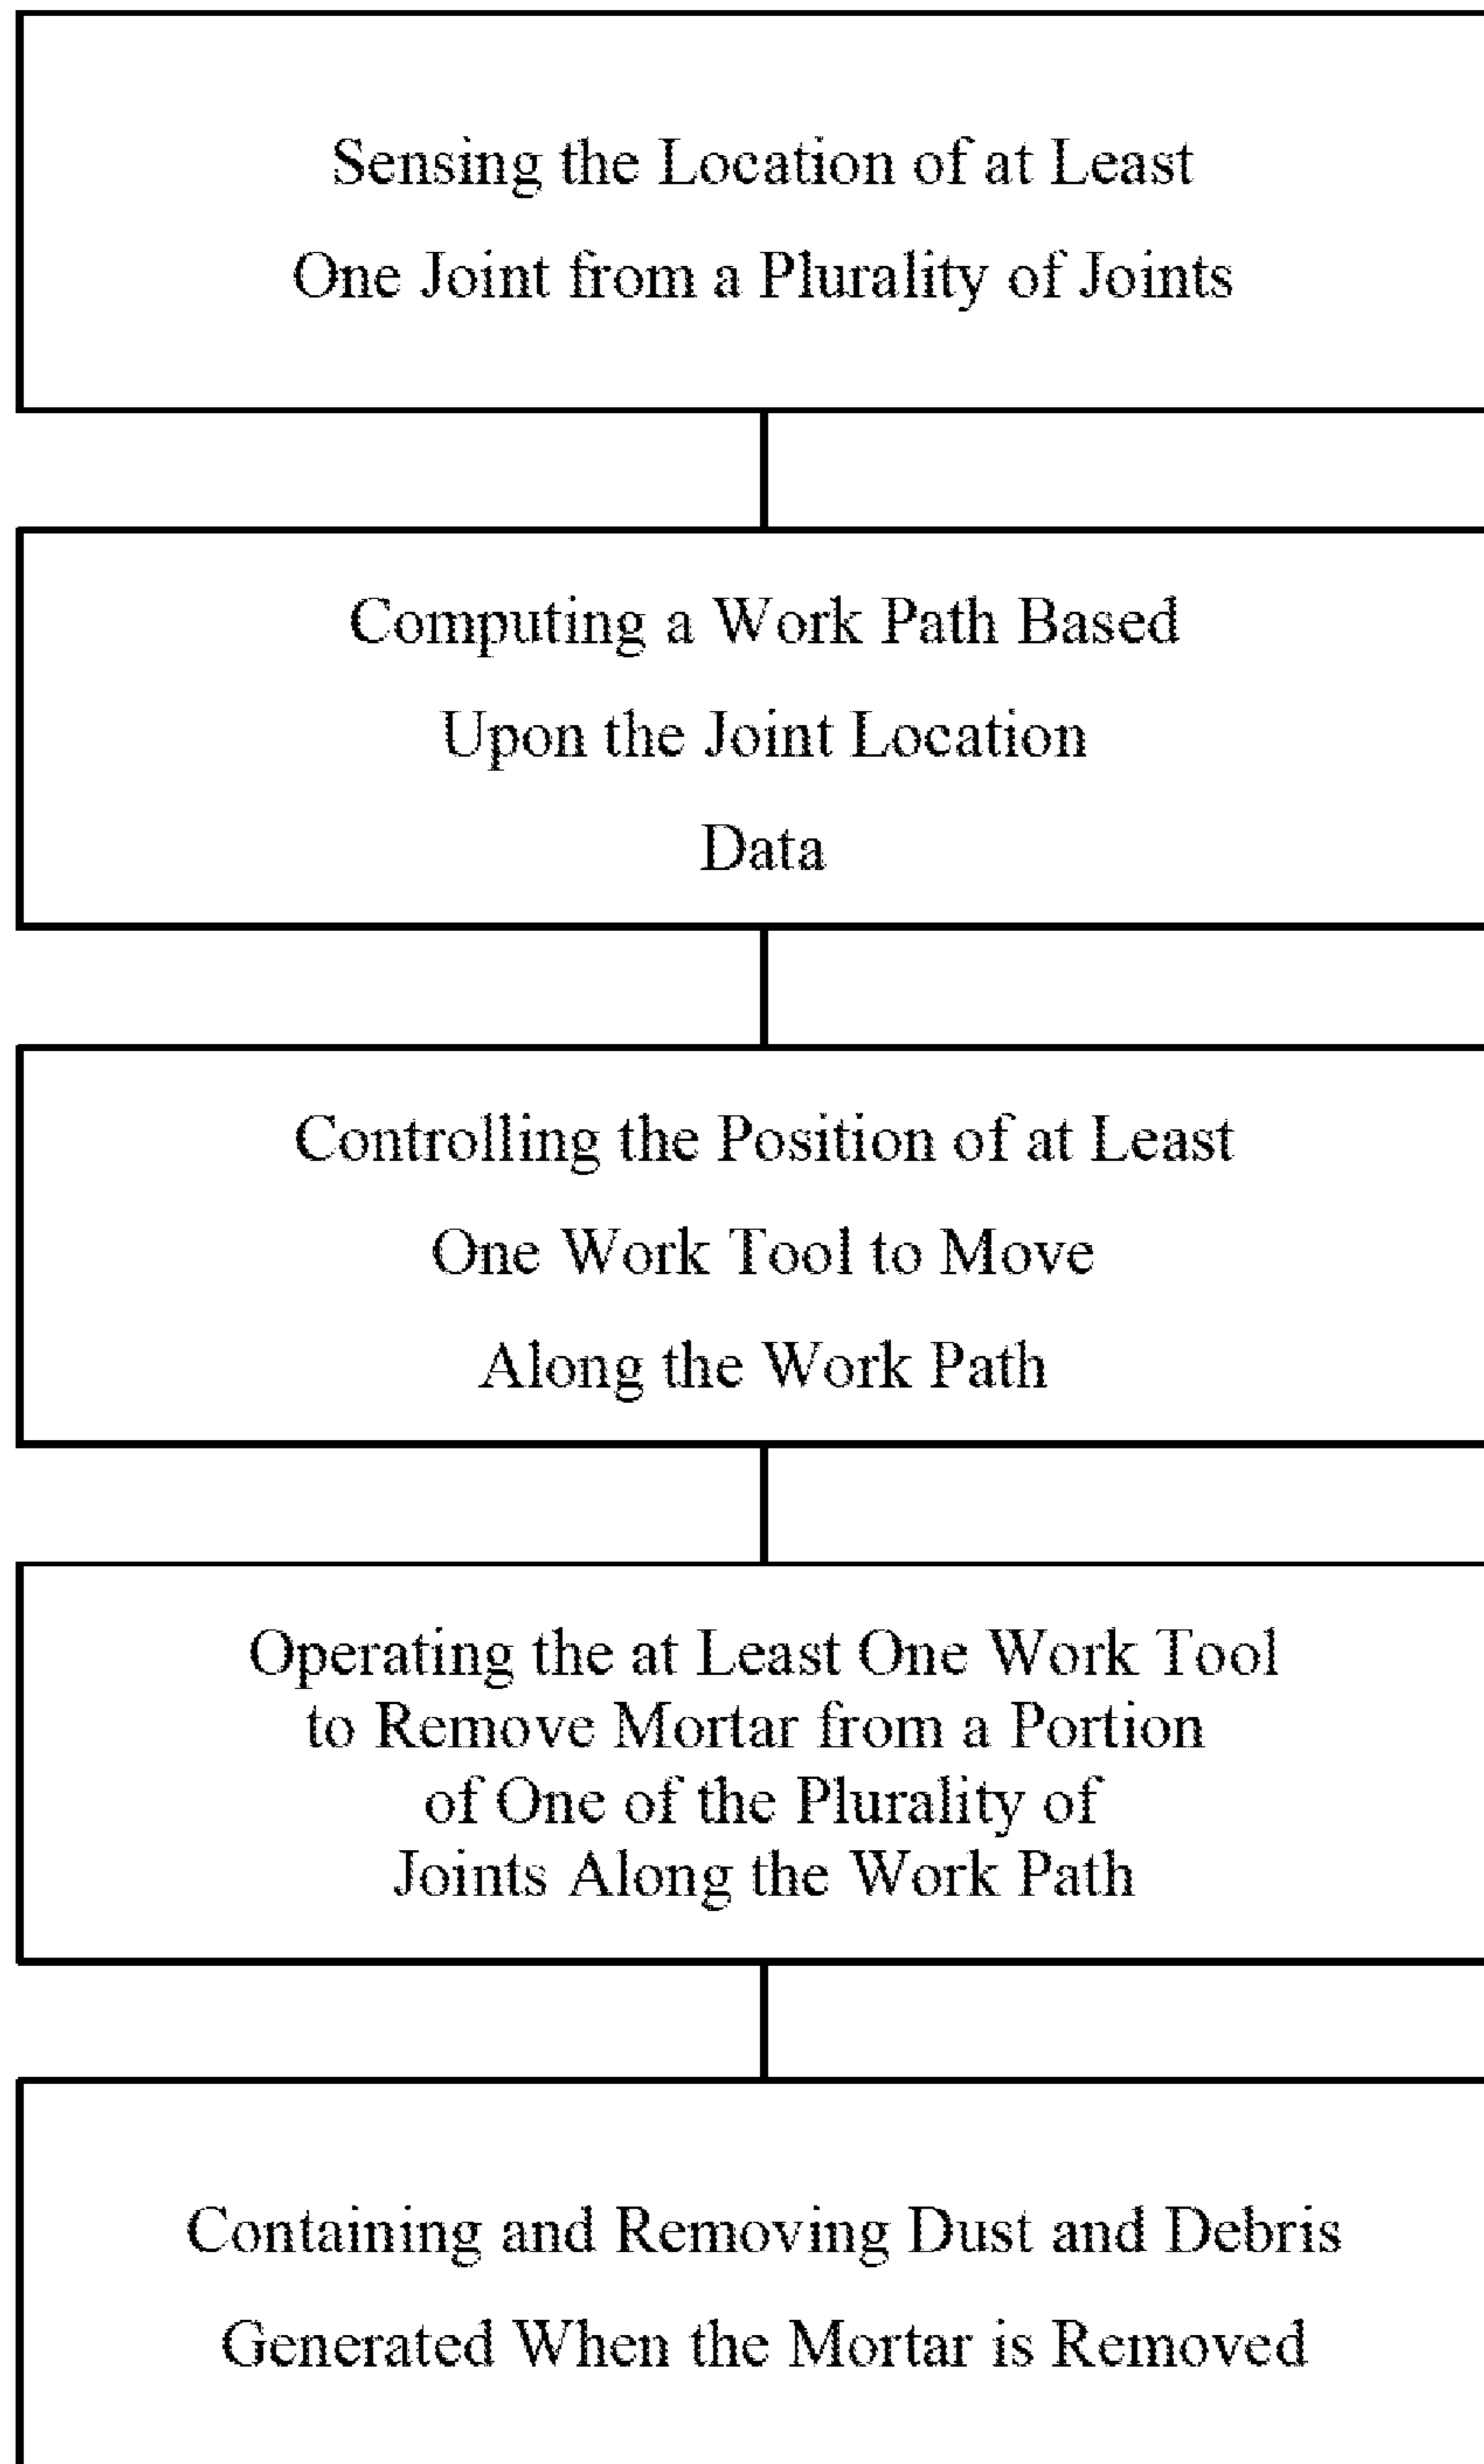 Sensing the Location of at Least
One Joint from a Plurality of Joints
Computing a Work Path Based
Upon the Joint Location
Data
Controlling the Position of at Least
One Work Tool to Move
Along the Work Path
Operating the at Least One Work Tool
to Remove Mortar from a Portion
of One of the Plurality of
Joints Along the Work Path
Containing and Removing Dust and Debris
Generated When the Mortar is Removed